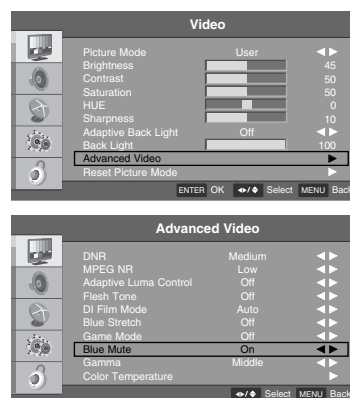 Video
Picture Mode User
Brightness 45
Contrast 50
Saturation 50
HUE 0
Sharpness 10
Adaptive Back Light Off
Back Light 100
Advanced Video
Reset Picture Mode
ENTER OK Select MENU Back
Advanced Video
DNR Medium
MPEG NR Low
Adaptive Luma Control Off
Flesh Tone Off
DI Film Mode Auto
Blue Stretch Off
Game Mode Off
Blue Mute On
Gamma Middle
Color Temperature
Select MENU Back